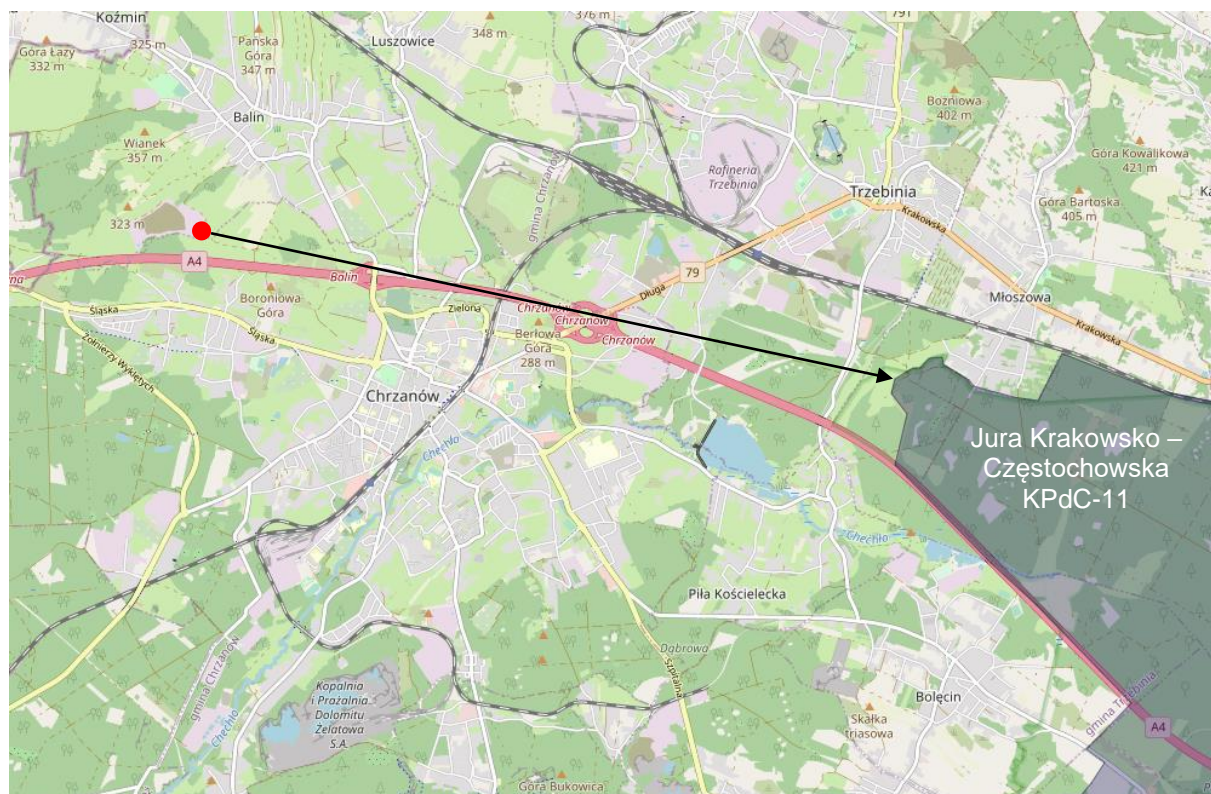 Koźmin
376 m
791
Góra Łazy
332 m
325 m
Pańska
Góra
347 m
Luszowice
348 m
Balin
Bożniowa
402 m
Wianek
357 m
Góra Kowalikowa
421 m
Rafineria
Trzebinia
gmina Chrzanów
Trzebinia
Ka
Góra Bartoska
405 m
Krakowska
323 m
A4
Balin
79
Długa
Młoszowa
Boroniowa
Góra
Śląska
Śląska
Zielona
Chrzanów
Chrzanów
Chrzanów
Berłowa
Góra
288 m
Krakowska
Żołnierzy Wyklętych
Chrzanów
Chechło
Jura Krakowsko –
Częstochowska
KPdC-11
Piła Kościelecka
Dąbrowa
Szpitalna
gmina Chrzanów
Kopalnia
i Prażalnia
Dolomitu
Żelatowa
S.A.
Chechło
Bolęcin
Skałka
triasowa
gmina Trzebinia
A4
Góra Bukowica